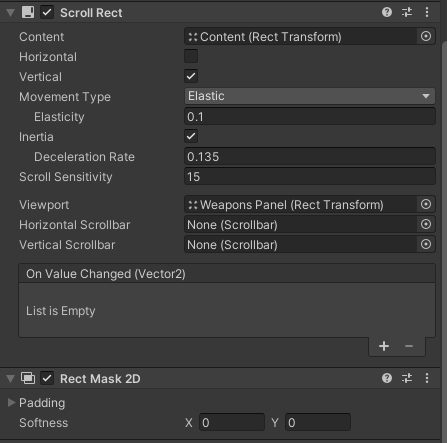 Scroll Rect
Content Content (Rect Transform)
Horizontal
Vertical
Movement Type Elastic
Elasticity 0.1
Inertia
Deceleration Rate 0.135
Scroll Sensitivity 15
Viewport Weapons Panel (Rect Transform)
Horizontal Scrollbar None (Scrollbar)
Vertical Scrollbar None (Scrollbar)
On Value Changed (Vector2)
List is Empty
+ −
Rect Mask 2D
Padding
Softness X 0 Y 0